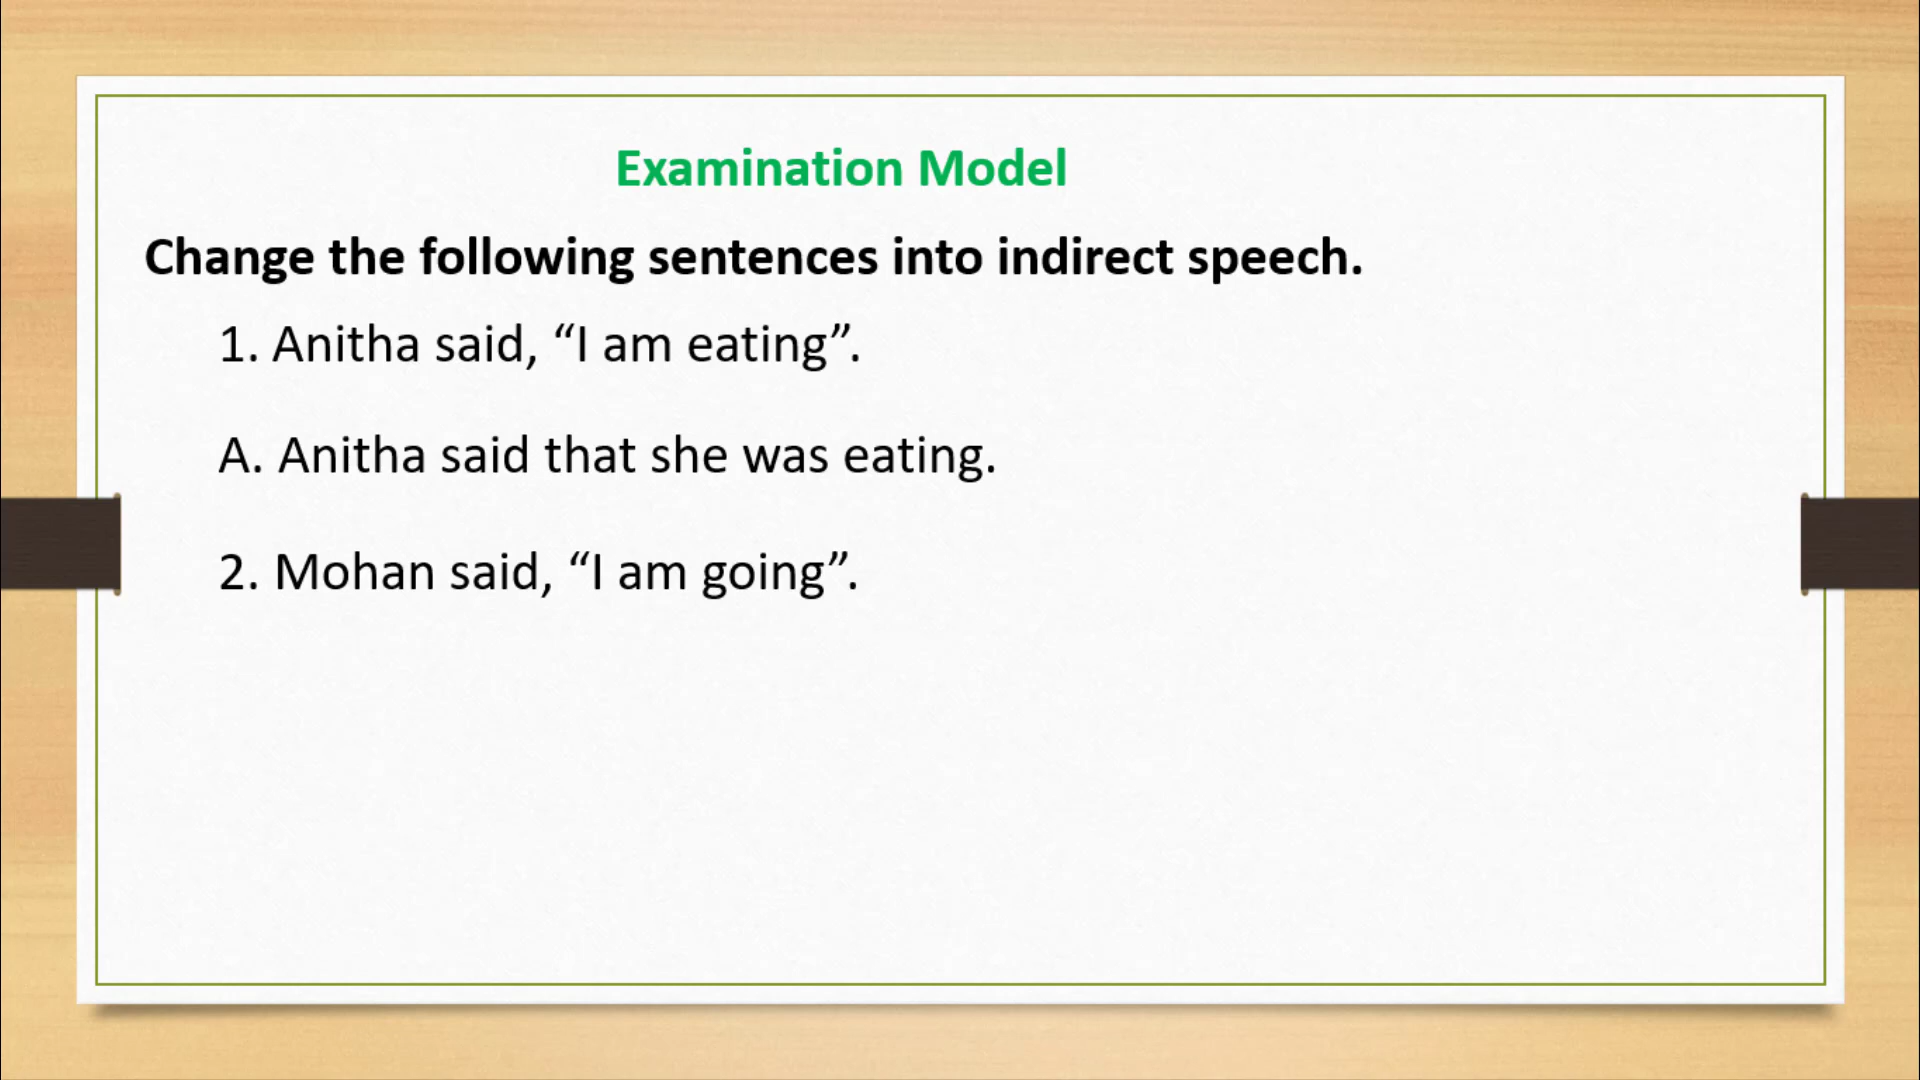 Examination Model
Change the following sentences into indirect speech.
1. Anitha said, “I am eating”.
A. Anitha said that she was eating.
2. Mohan said, “I am going”.